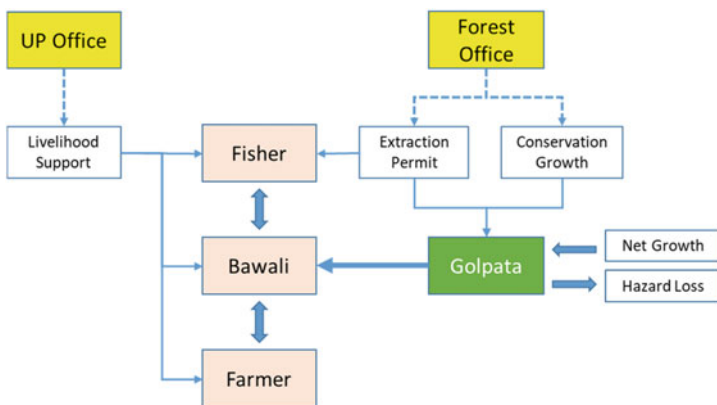 UP Office
Forest
Office
Livelihood
Support
Fisher
Extraction
Permit
Conservation
Growth
Bawali
Golpata
Net Growth
Hazard Loss
Farmer